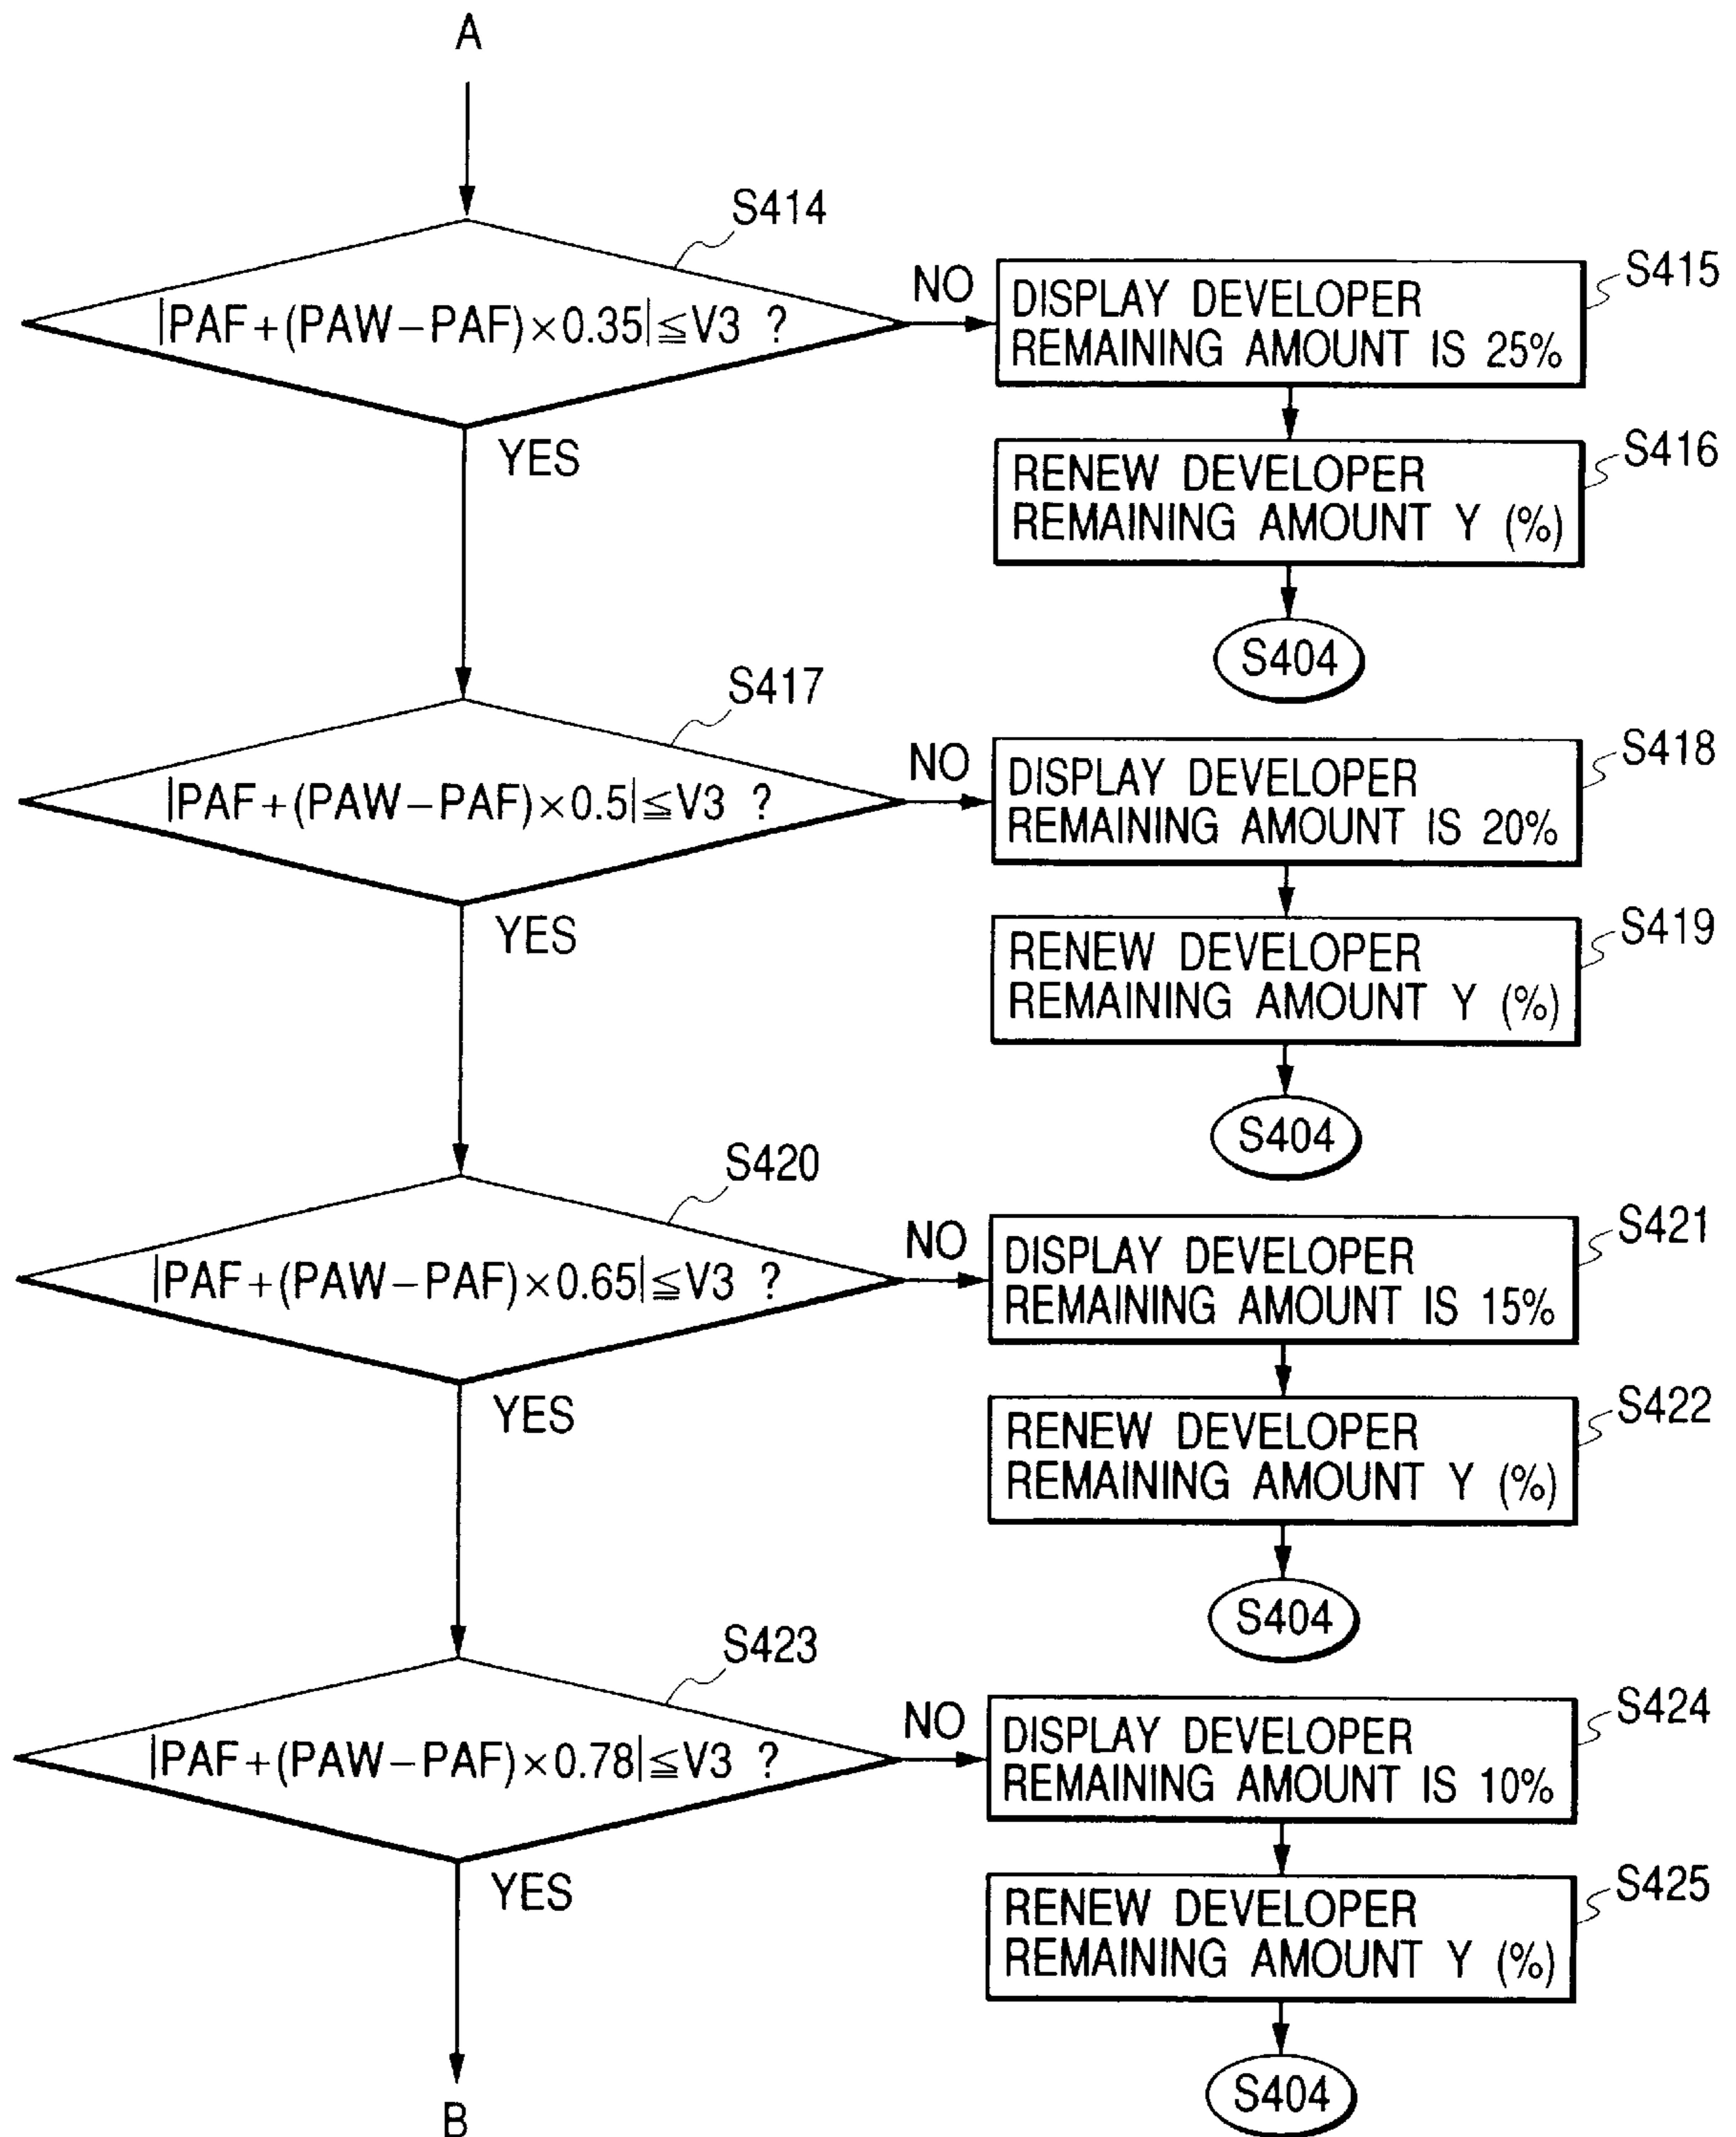 A
S414
|PAF+(PAW−PAF)×0.35|≦V3 ?
NO
YES
DISPLAY DEVELOPER
REMAINING AMOUNT IS 25%
S415
RENEW DEVELOPER
REMAINING AMOUNT Y (%)
S416
S404
S417
|PAF+(PAW−PAF)×0.5|≦V3 ?
NO
YES
DISPLAY DEVELOPER
REMAINING AMOUNT IS 20%
S418
RENEW DEVELOPER
REMAINING AMOUNT Y (%)
S419
S404
S420
|PAF+(PAW−PAF)×0.65|≦V3 ?
NO
YES
DISPLAY DEVELOPER
REMAINING AMOUNT IS 15%
S421
RENEW DEVELOPER
REMAINING AMOUNT Y (%)
S422
S404
S423
|PAF+(PAW−PAF)×0.78|≦V3 ?
NO
YES
DISPLAY DEVELOPER
REMAINING AMOUNT IS 10%
S424
RENEW DEVELOPER
REMAINING AMOUNT Y (%)
S425
S404
B